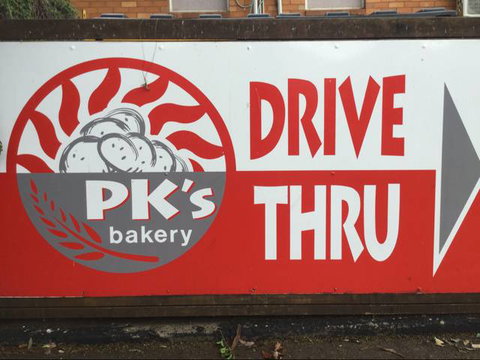 PK's
bakery
DRIVE
THRU